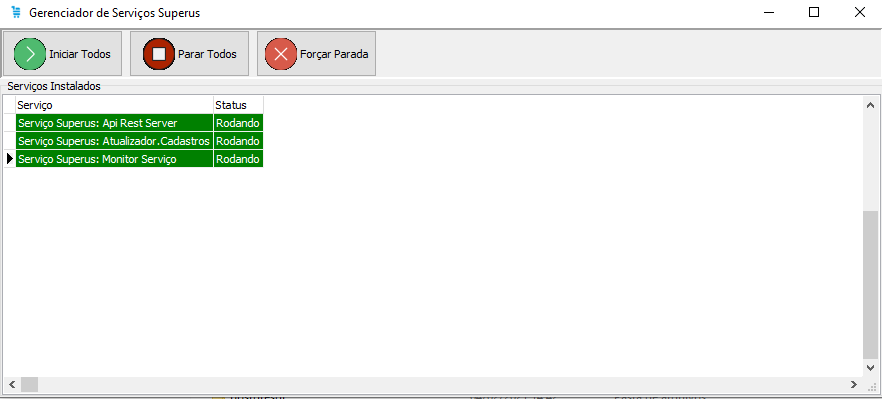 Gerenciador de Serviços Superus
Iniciar Todos Parar Todos Forçar Parada
Serviços Instalados
Serviço Status
Serviço Superus: Api Rest Server Rodando
Serviço Superus: Atualizador.Cadastros Rodando
Serviço Superus: Monitor Serviço Rodando